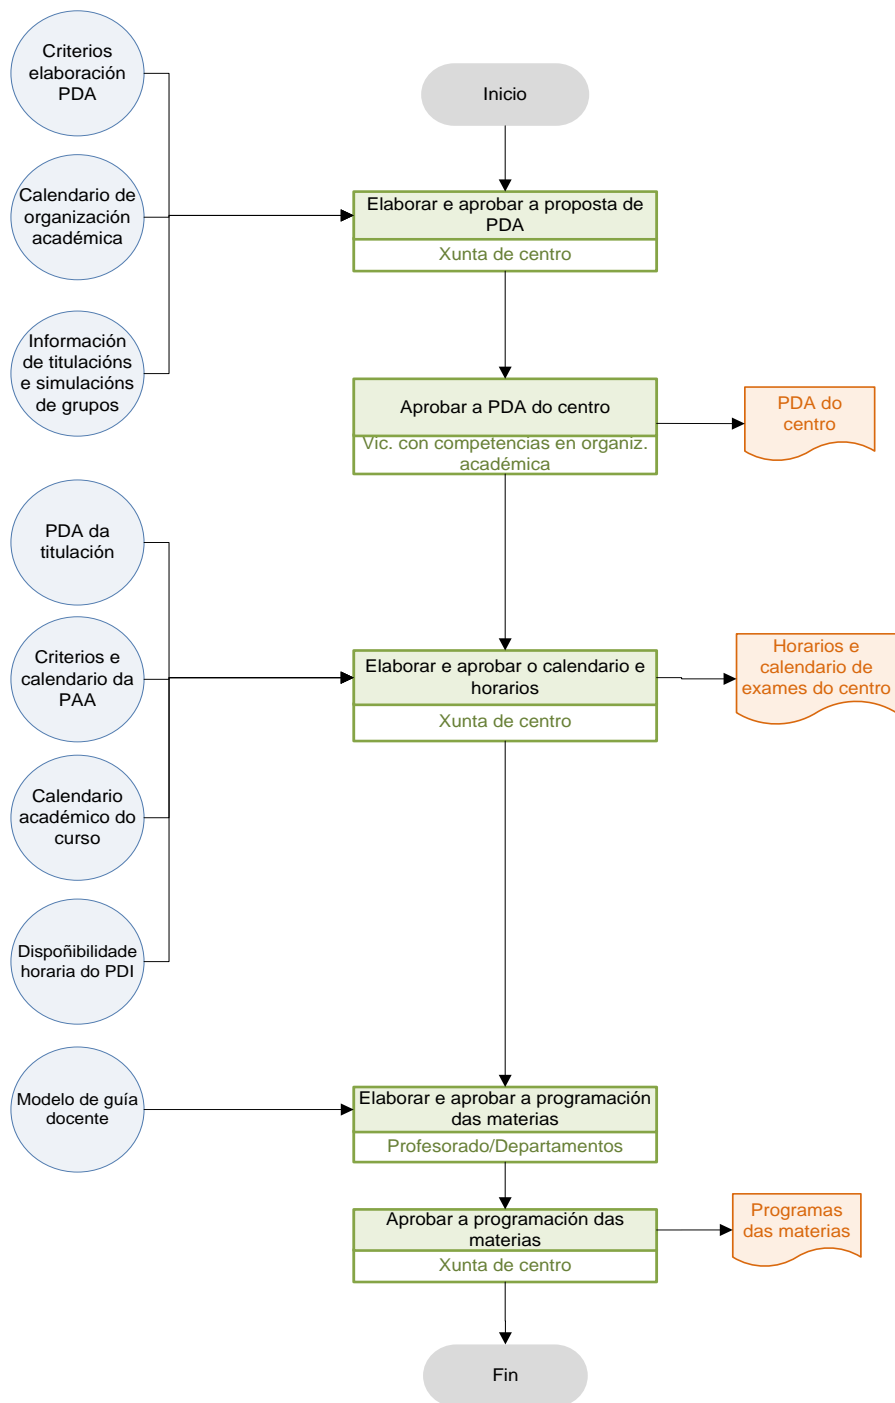 Criterios
elaboración
PDA
Inicio
Calendario de
organización
académica
Elaborar e aprobar a proposta de
PDA
Xunta de centro
Información
de titulacións
e simulacións
de grupos
Aprobar a PDA do centro
Vic. con competencias en organiz.
académica
PDA do
centro
PDA da
titulación
Criterios e
calendario da
PAA
Elaborar e aprobar o calendario e
horarios
Xunta de centro
Horarios e
calendario de
exames do centro
Calendario
académico do
curso
Dispoñibilidade
horaria do PDI
Modelo de guía
docente
Elaborar e aprobar a programación
das materias
Profesorado/Departamentos
Aprobar a programación das
materias
Xunta de centro
Programas
das materias
Fin